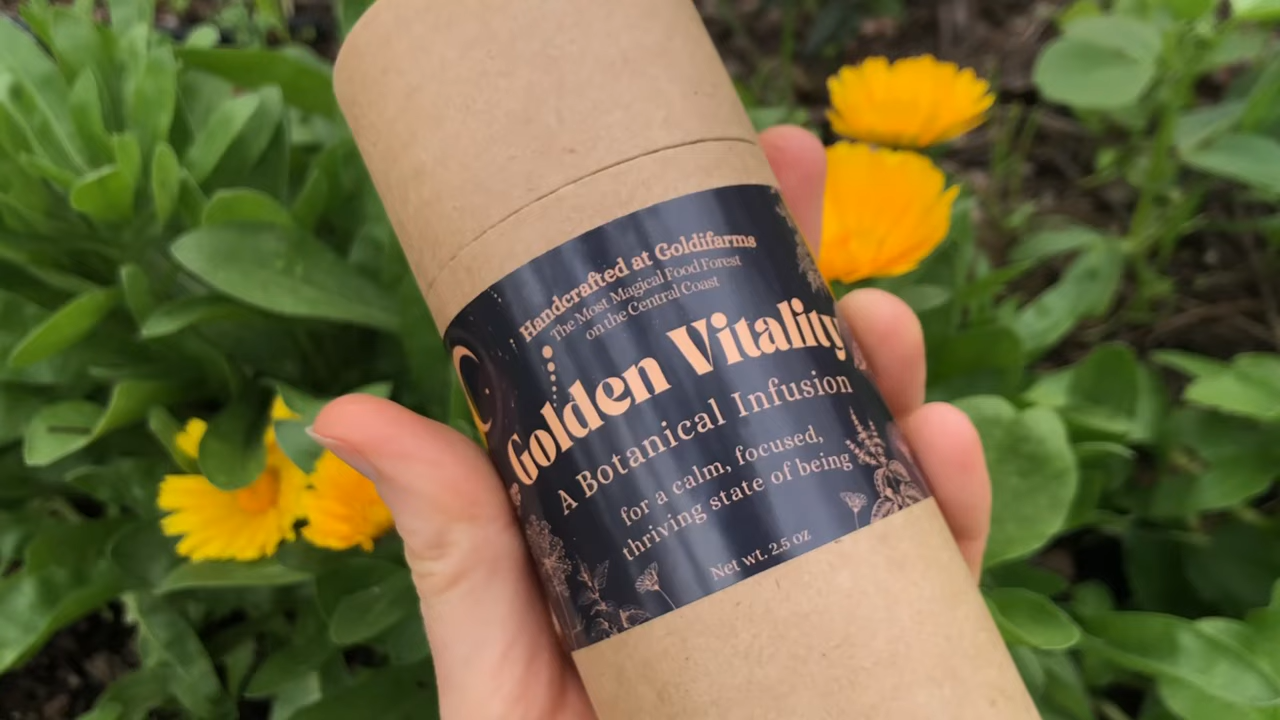 Handcrafted at Goldifarms
The Most Magical Food Forest
on the Central Coast
Golden Vitality
A Botanical Infusion
for a calm, focused,
thriving state of being
Net wt. 2.5 oz